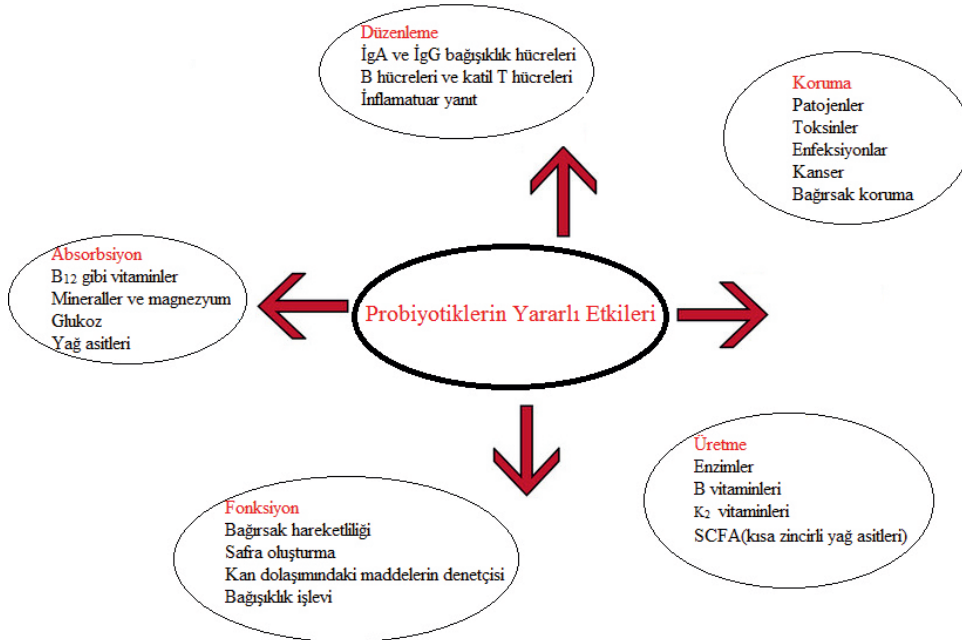 Düzenleme
İgA ve İgG bağışıklık hücreleri
B hücreleri ve katil T hücreleri
İnflamatuar yanıt
Koruma
Patojenler
Toksinler
Enfeksiyonlar
Kanser
Bağırsak koruma
Absorbsiyon
B12 gibi vitaminler
Mineraller ve magnezyum
Glukoz
Yağ asitleri
Probiyotiklerin Yararlı Etkileri
Üretme
Enzimler
B vitaminleri
K2 vitaminleri
SCFA(kısa zincirli yağ asitleri)
Fonksiyon
Bağırsak hareketliliği
Safra oluşturma
Kan dolaşımındaki maddelerin denetçisi
Bağışıklık işlevi